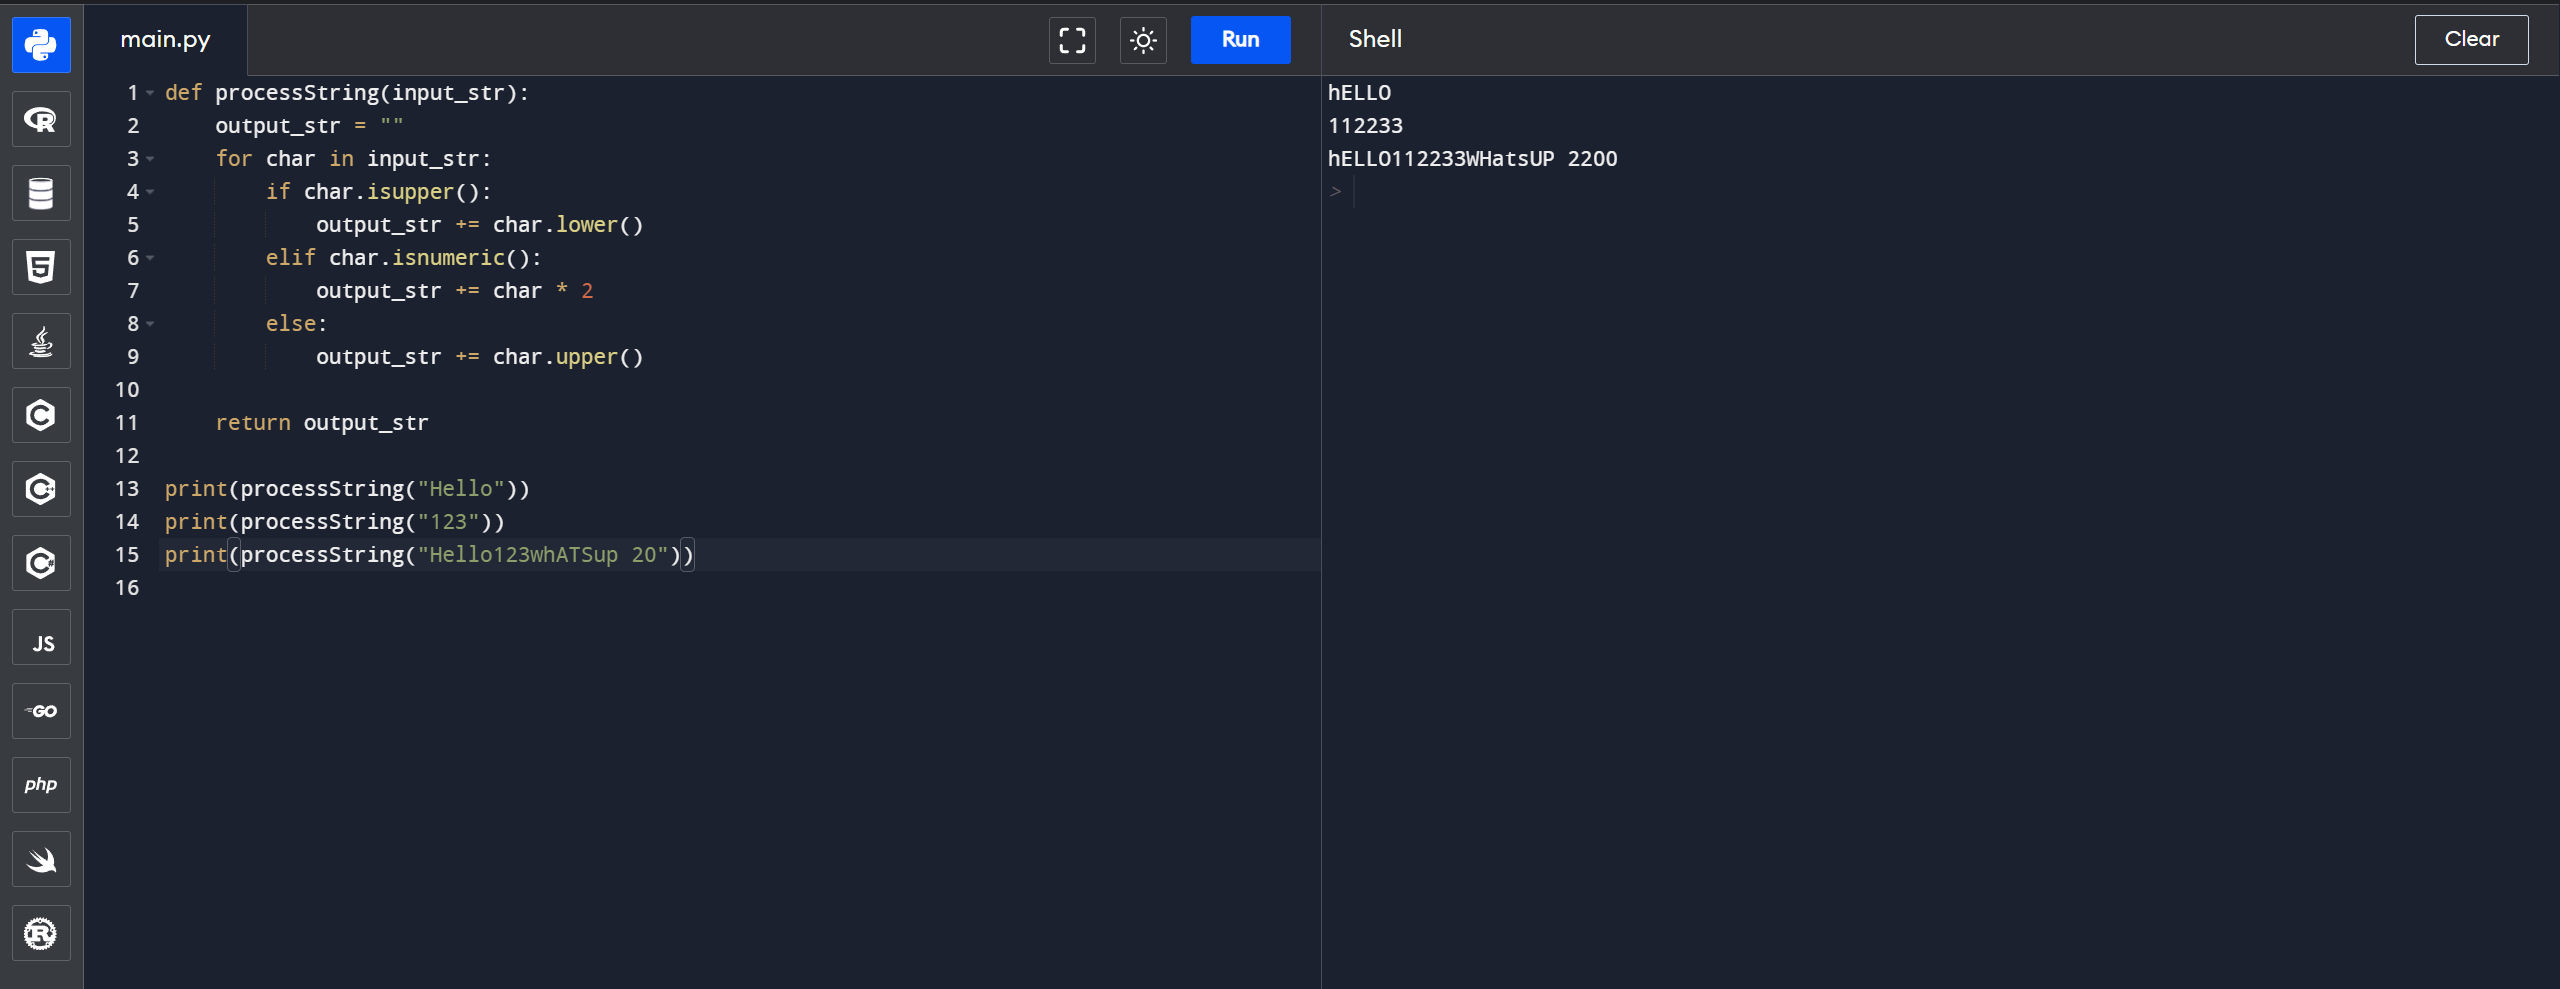 main.py
Run
Shell
Clear
1 def processString(input_str):
2     output_str = ""
3     for char in input_str:
4         if char.isupper():
5             output_str += char.lower()
6         elif char.isnumeric():
7             output_str += char * 2
8         else:
9             output_str += char.upper()
10
11     return output_str
12
13 print(processString("Hello"))
14 print(processString("123"))
15 print(processString("Hello123whATSup 20"))
16
hELLO
112233
hELLO112233WHatsUP 2200
>
R
5
C
C++
C#
JS
GO
php
R